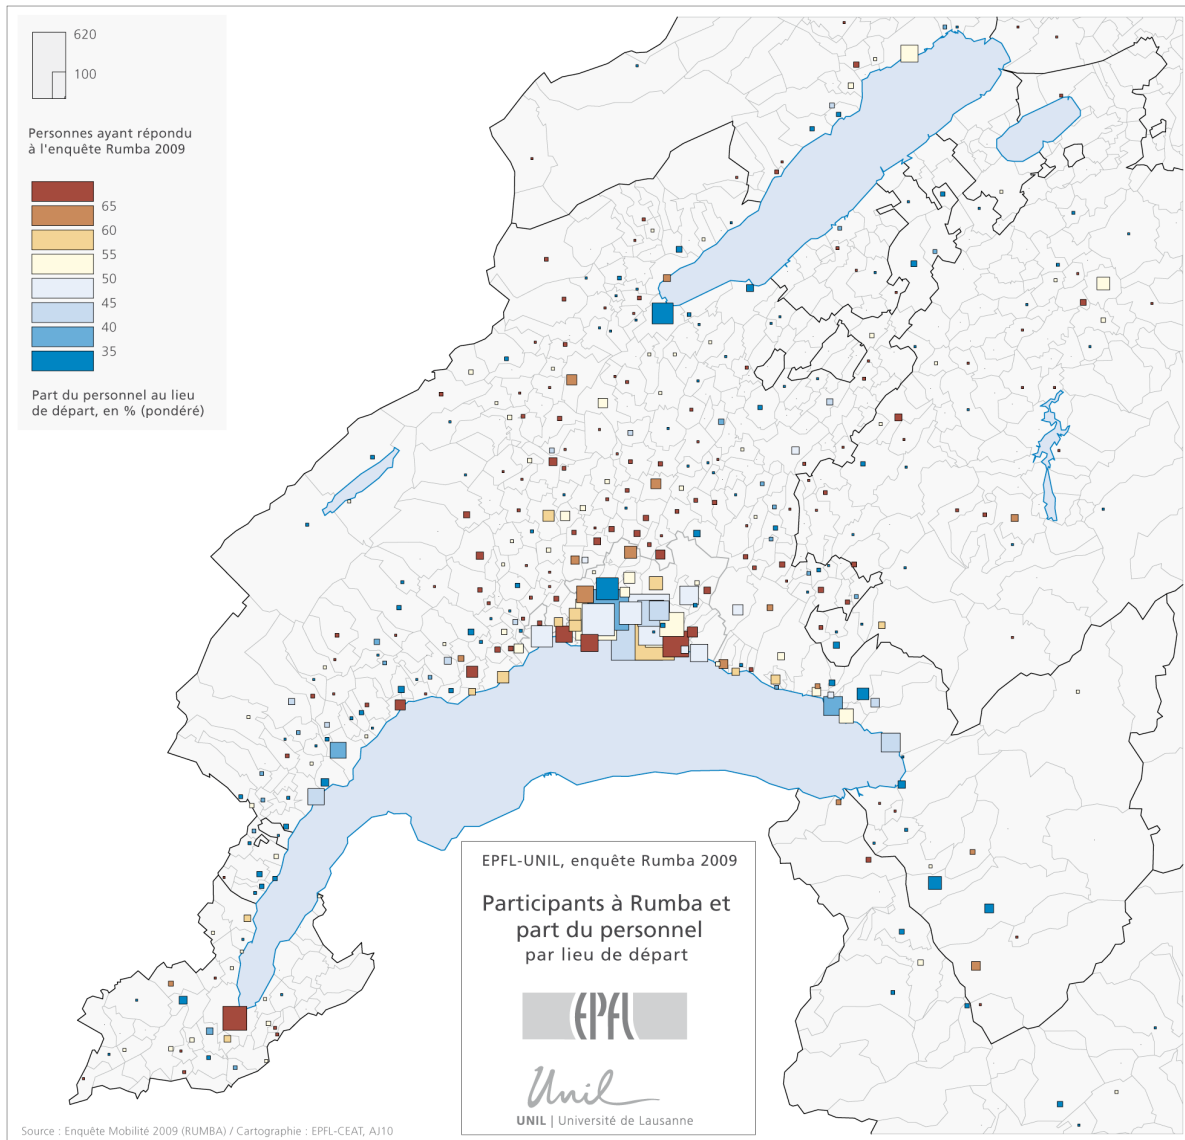 620
100
Personnes ayant répondu
à l'enquête Rumba 2009
65
60
55
50
45
40
35
Part du personnel au lieu
de départ, en % (pondéré)
EPFL-UNIL, enquête Rumba 2009
Participants à Rumba et
part du personnel
par lieu de départ
EPFL
Unil
UNIL | Université de Lausanne
Source : Enquête Mobilité 2009 (RUMBA) / Cartographie : EPFL-CEAT, AJ10